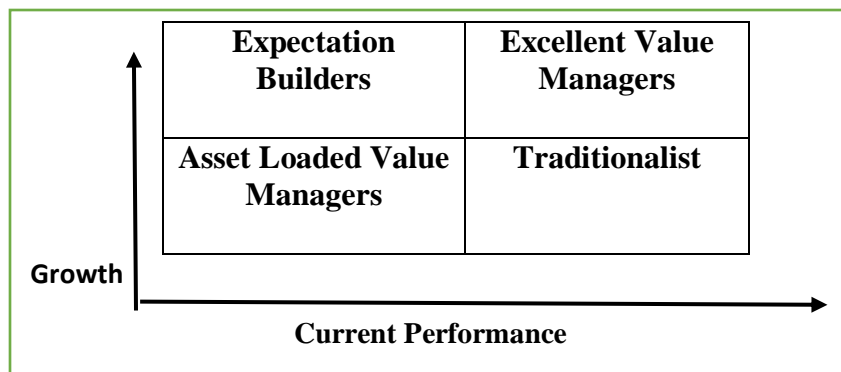 Expectation
Builders
Excellent Value
Managers
Asset Loaded Value
Managers
Traditionalist
Growth
Current Performance